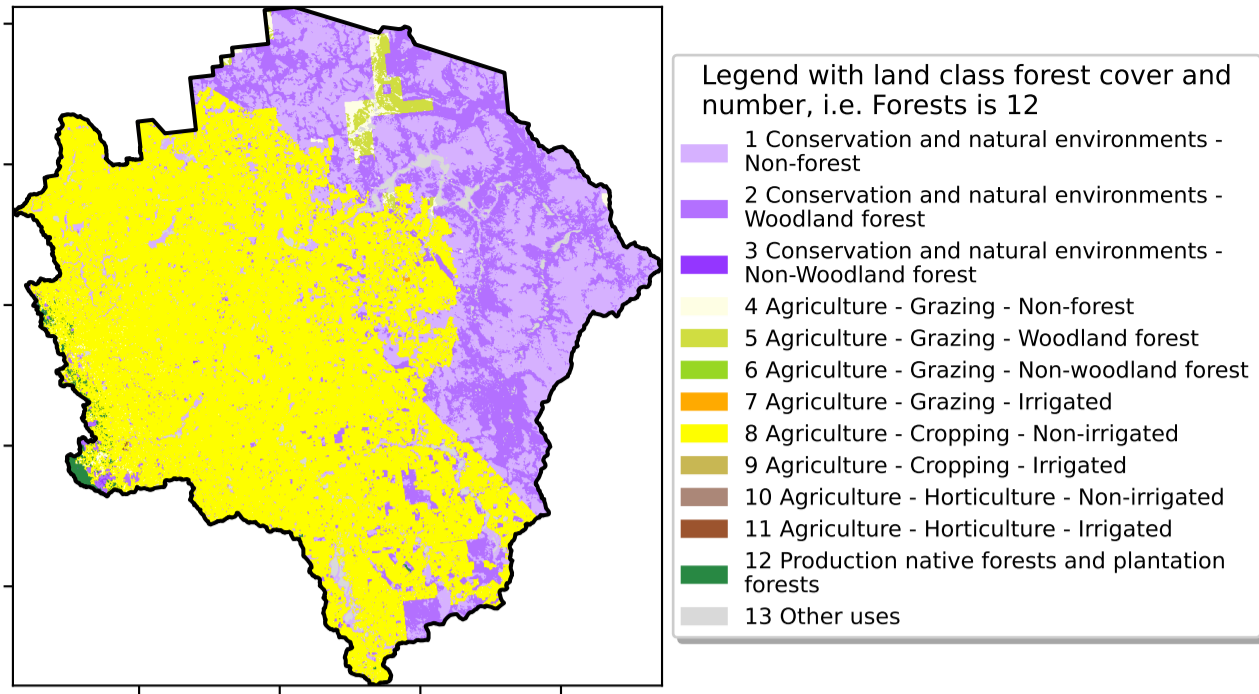 Legend with land class forest cover and
number, i.e. Forests is 12
1 Conservation and natural environments -
Non-forest
2 Conservation and natural environments -
Woodland forest
3 Conservation and natural environments -
Non-Woodland forest
4 Agriculture - Grazing - Non-forest
5 Agriculture - Grazing - Woodland forest
6 Agriculture - Grazing - Non-woodland forest
7 Agriculture - Grazing - Irrigated
8 Agriculture - Cropping - Non-irrigated
9 Agriculture - Cropping - Irrigated
10 Agriculture - Horticulture - Non-irrigated
11 Agriculture - Horticulture - Irrigated
12 Production native forests and plantation
forests
13 Other uses